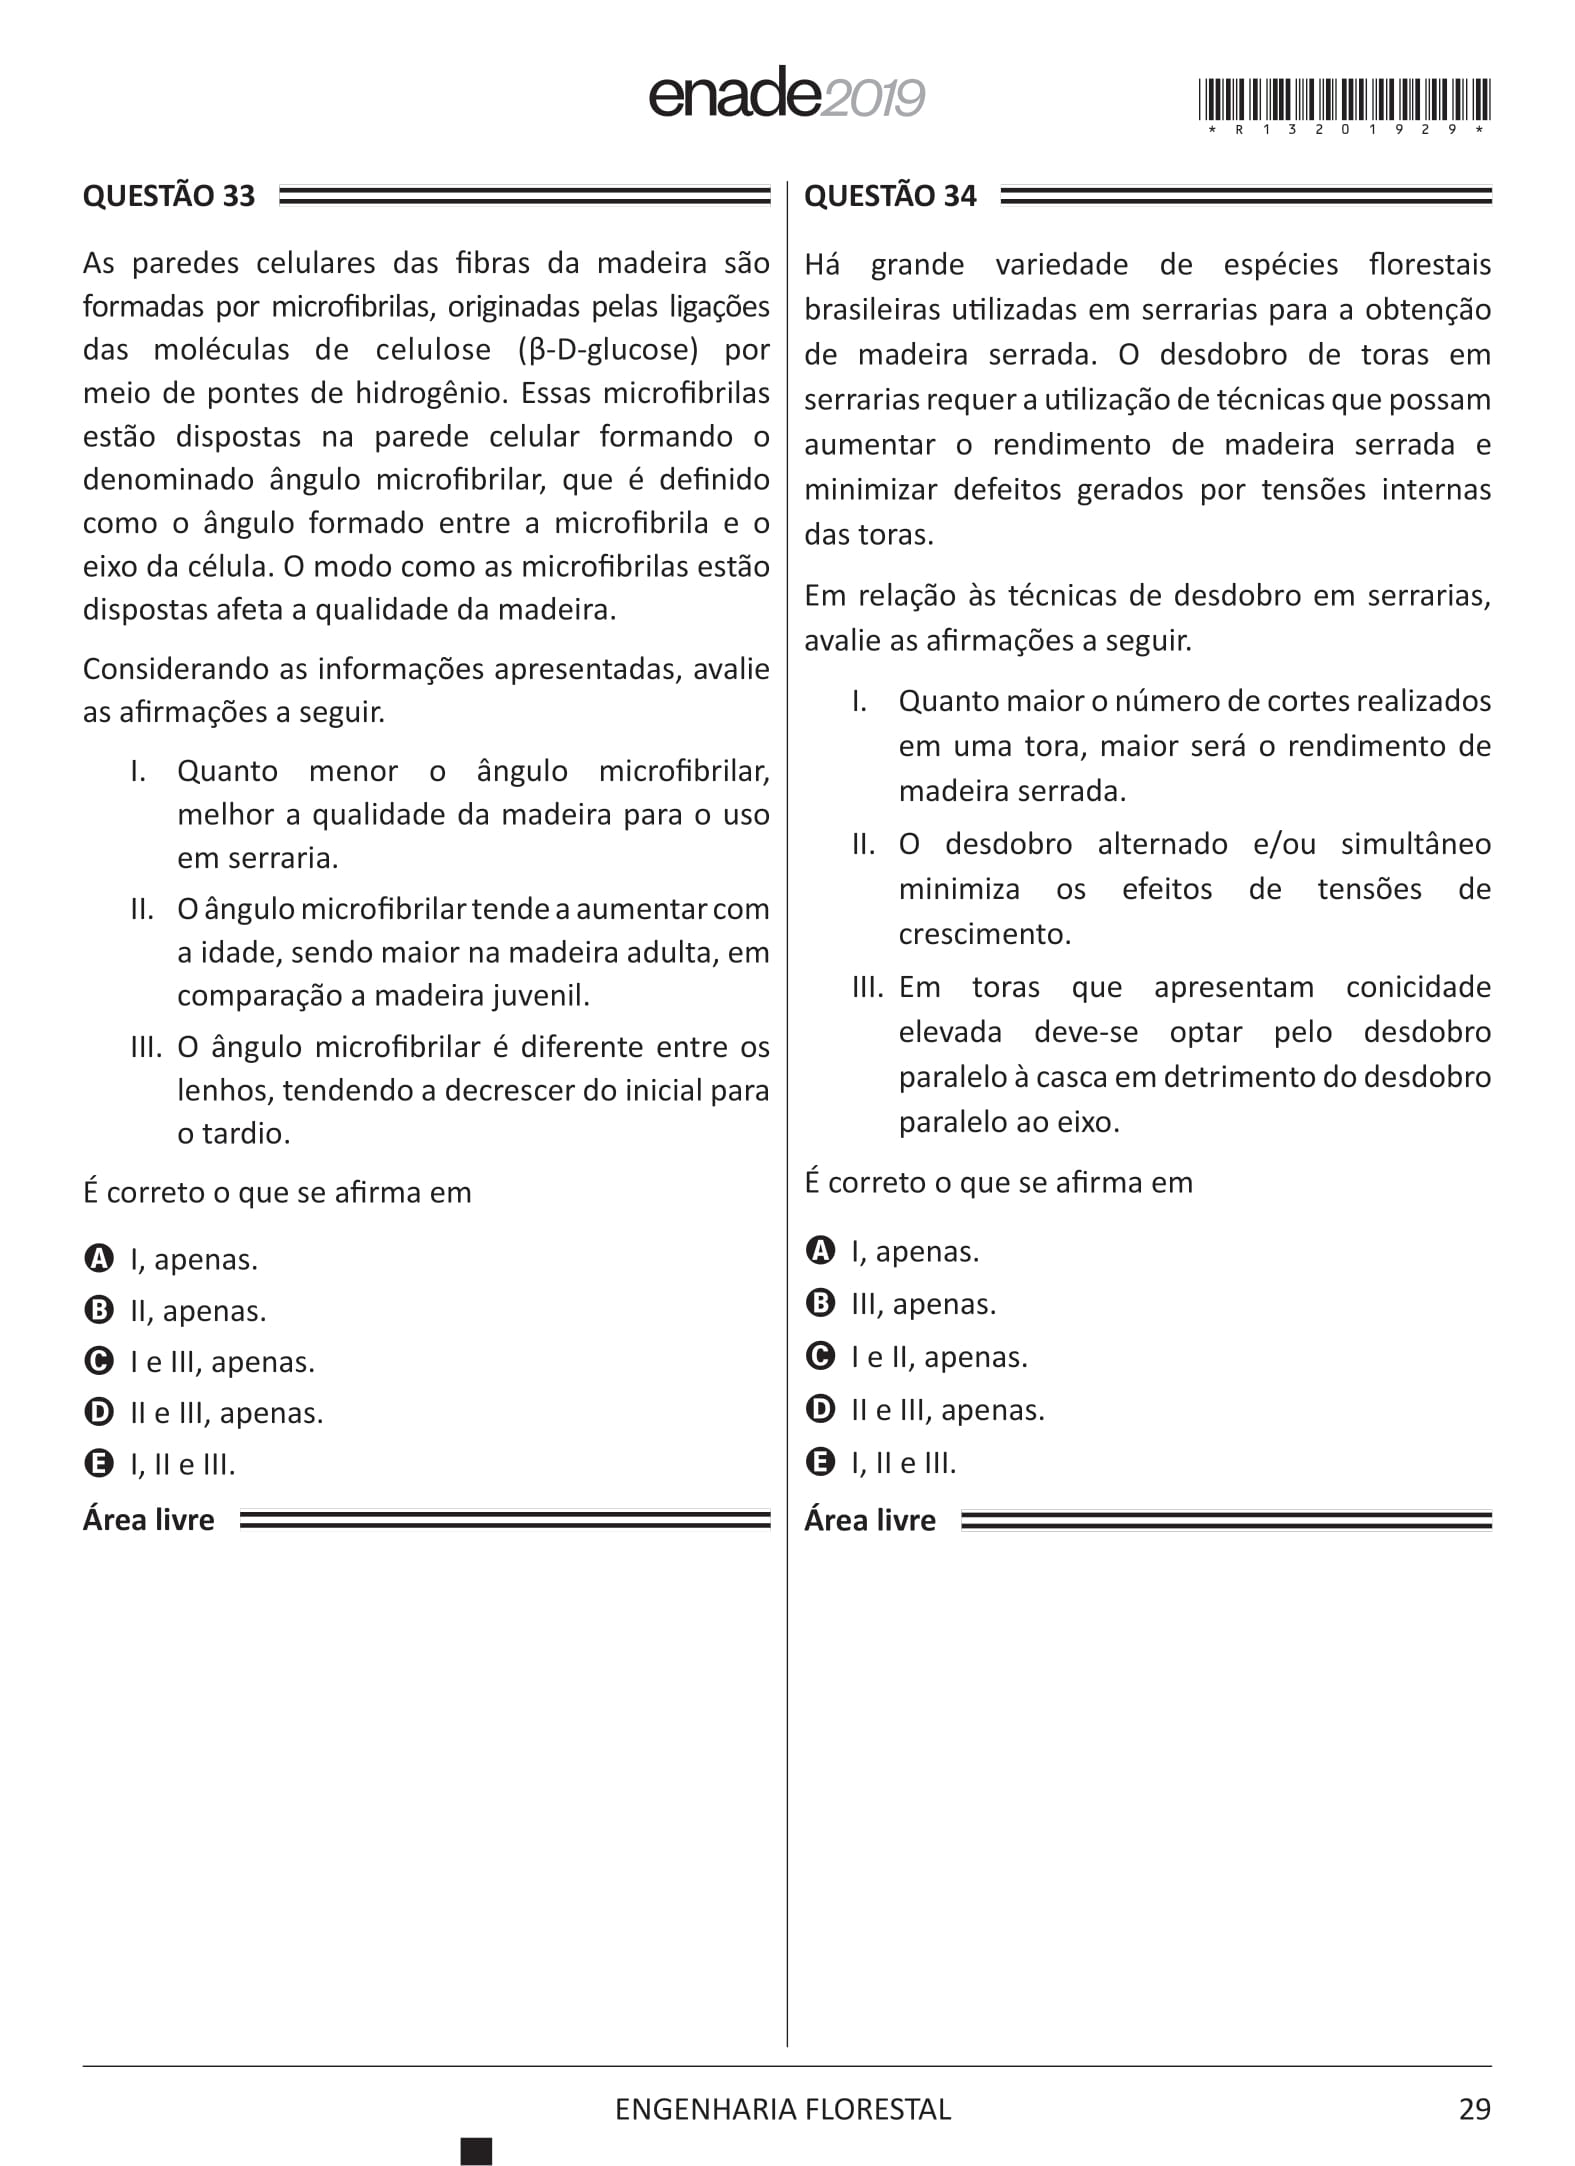 enade2019
*R13201929*
QUESTÃO 33
As paredes celulares das fibras da madeira são
formadas por microfibrilas, originadas pelas ligações
das moléculas de celulose (β-D-glucose) por
meio de pontes de hidrogênio. Essas microfibrilas
estão dispostas na parede celular formando o
denominado ângulo microfibrilar, que é definido
como o ângulo formado entre a microfibrila e o
eixo da célula. O modo como as microfibrilas estão
dispostas afeta a qualidade da madeira.
Considerando as informações apresentadas, avalie
as afirmações a seguir.
I. Quanto menor o ângulo microfibrilar,
melhor a qualidade da madeira para o uso
em serraria.
II. O ângulo microfibrilar tende a aumentar com
a idade, sendo maior na madeira adulta, em
comparação a madeira juvenil.
III. O ângulo microfibrilar é diferente entre os
lenhos, tendendo a decrescer do inicial para
o tardio.
É correto o que se afirma em
A I, apenas.
B II, apenas.
C I e III, apenas.
D II e III, apenas.
E I, II e III.
Área livre
QUESTÃO 34
Há grande variedade de espécies florestais
brasileiras utilizadas em serrarias para a obtenção
de madeira serrada. O desdobro de toras em
serrarias requer a utilização de técnicas que possam
aumentar o rendimento de madeira serrada e
minimizar defeitos gerados por tensões internas
das toras.
Em relação às técnicas de desdobro em serrarias,
avalie as afirmações a seguir.
I. Quanto maior o número de cortes realizados
em uma tora, maior será o rendimento de
madeira serrada.
II. O desdobro alternado e/ou simultâneo
minimiza os efeitos de tensões de
crescimento.
III. Em toras que apresentam conicidade
elevada deve-se optar pelo desdobro
paralelo à casca em detrimento do desdobro
paralelo ao eixo.
É correto o que se afirma em
A I, apenas.
B III, apenas.
C I e II, apenas.
D II e III, apenas.
E I, II e III.
Área livre
ENGENHARIA FLORESTAL
29